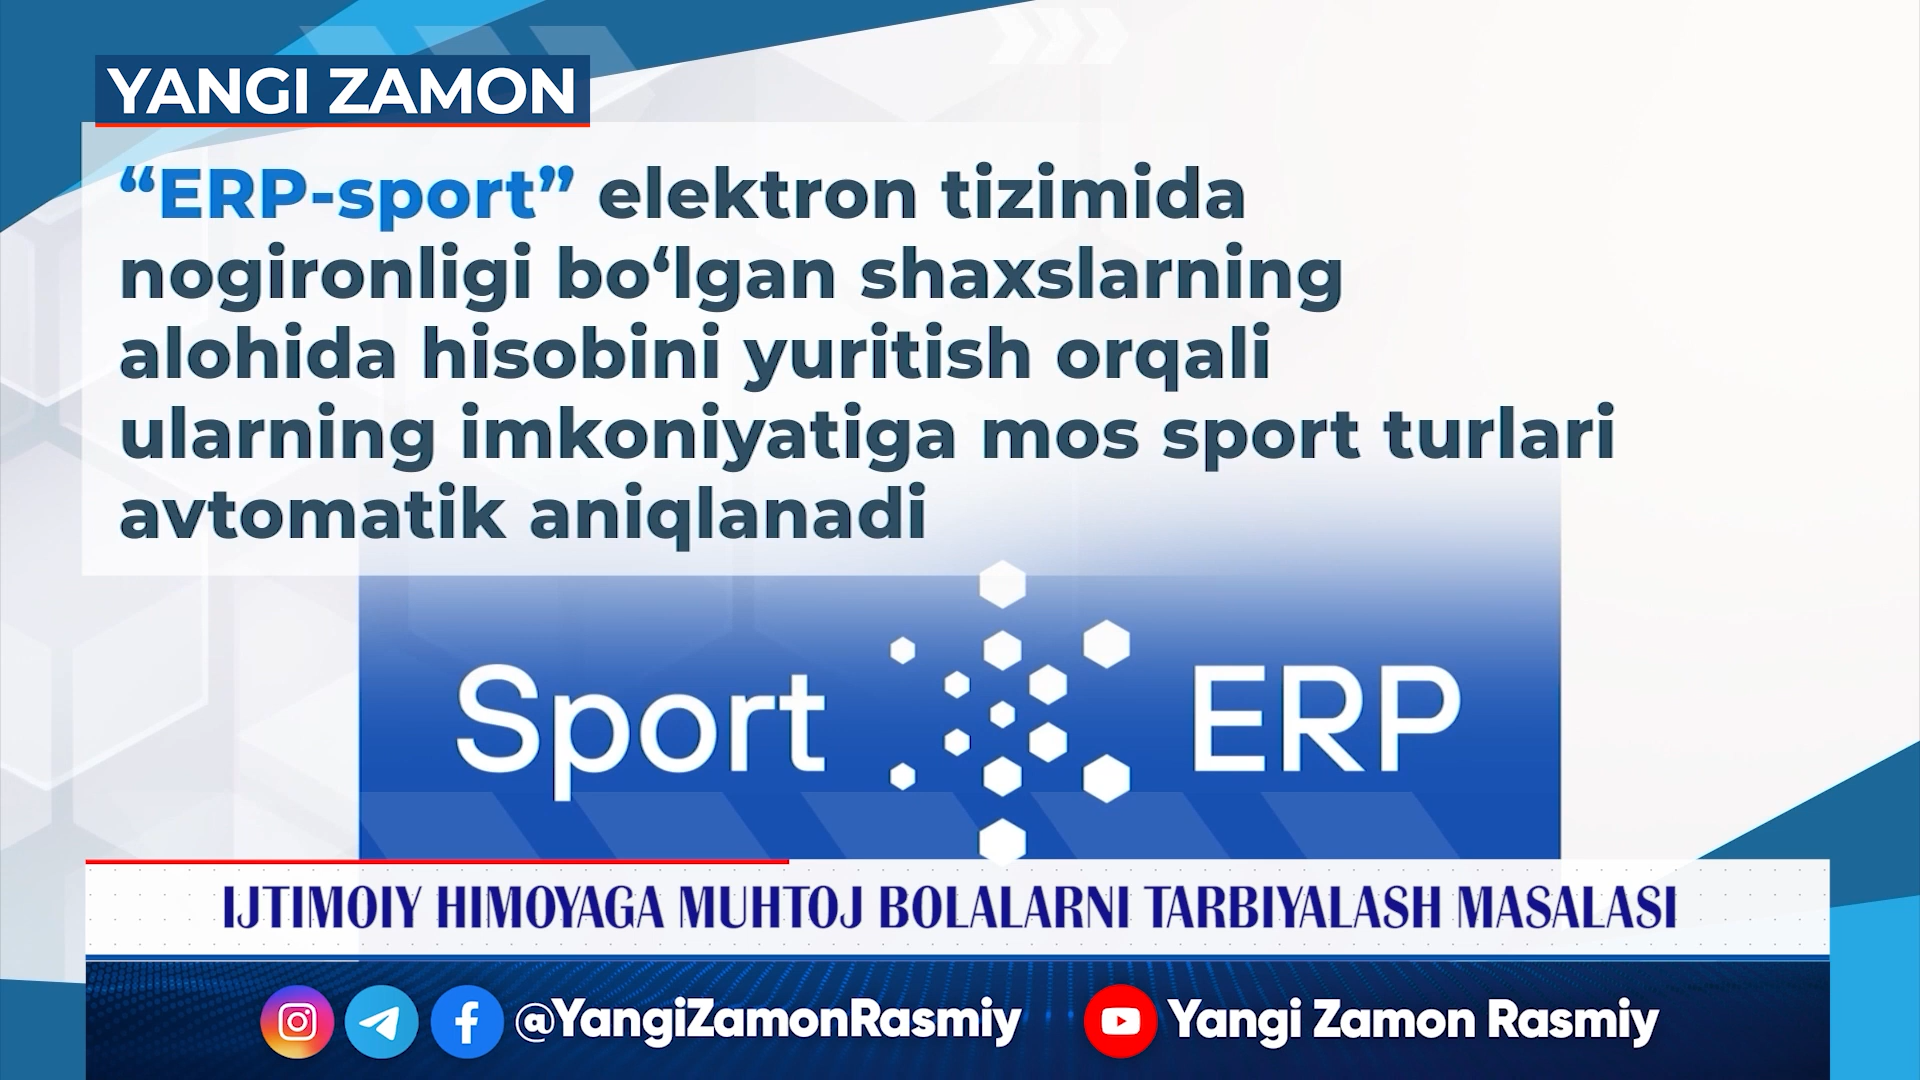 YANGI ZAMON
“ERP-sport” elektron tizimida
nogironligi bo‘lgan shaxslarning
alohida hisobini yuritish orqali
ularning imkoniyatiga mos sport turlari
avtomatik aniqlanadi
Sport ERP
IJTIMOIY HIMOYAGA MUHTOJ BOLALARNI TARBIYALASH MASALASI
@YangiZamonRasmiy Yangi Zamon Rasmiy